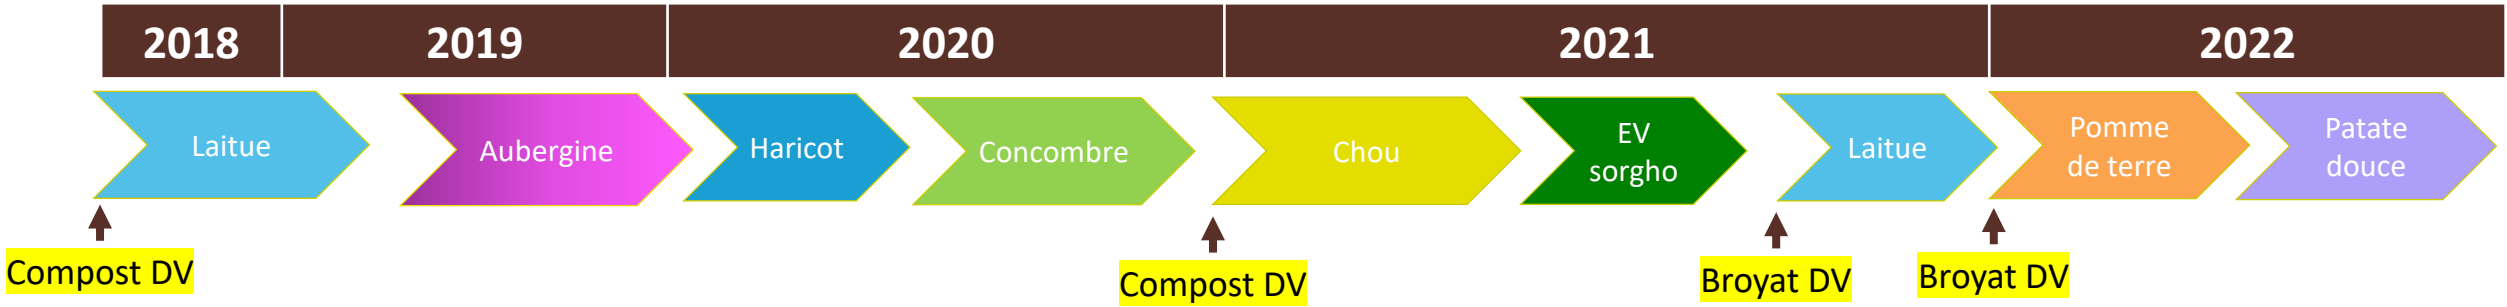 2018
2019
2020
2021
2022
Laitue
Aubergine
Haricot
Concombre
Chou
EV
sorgho
Laitue
Pomme
de terre
Patate
douce
Compost DV
Compost DV
Broyat DV
Broyat DV